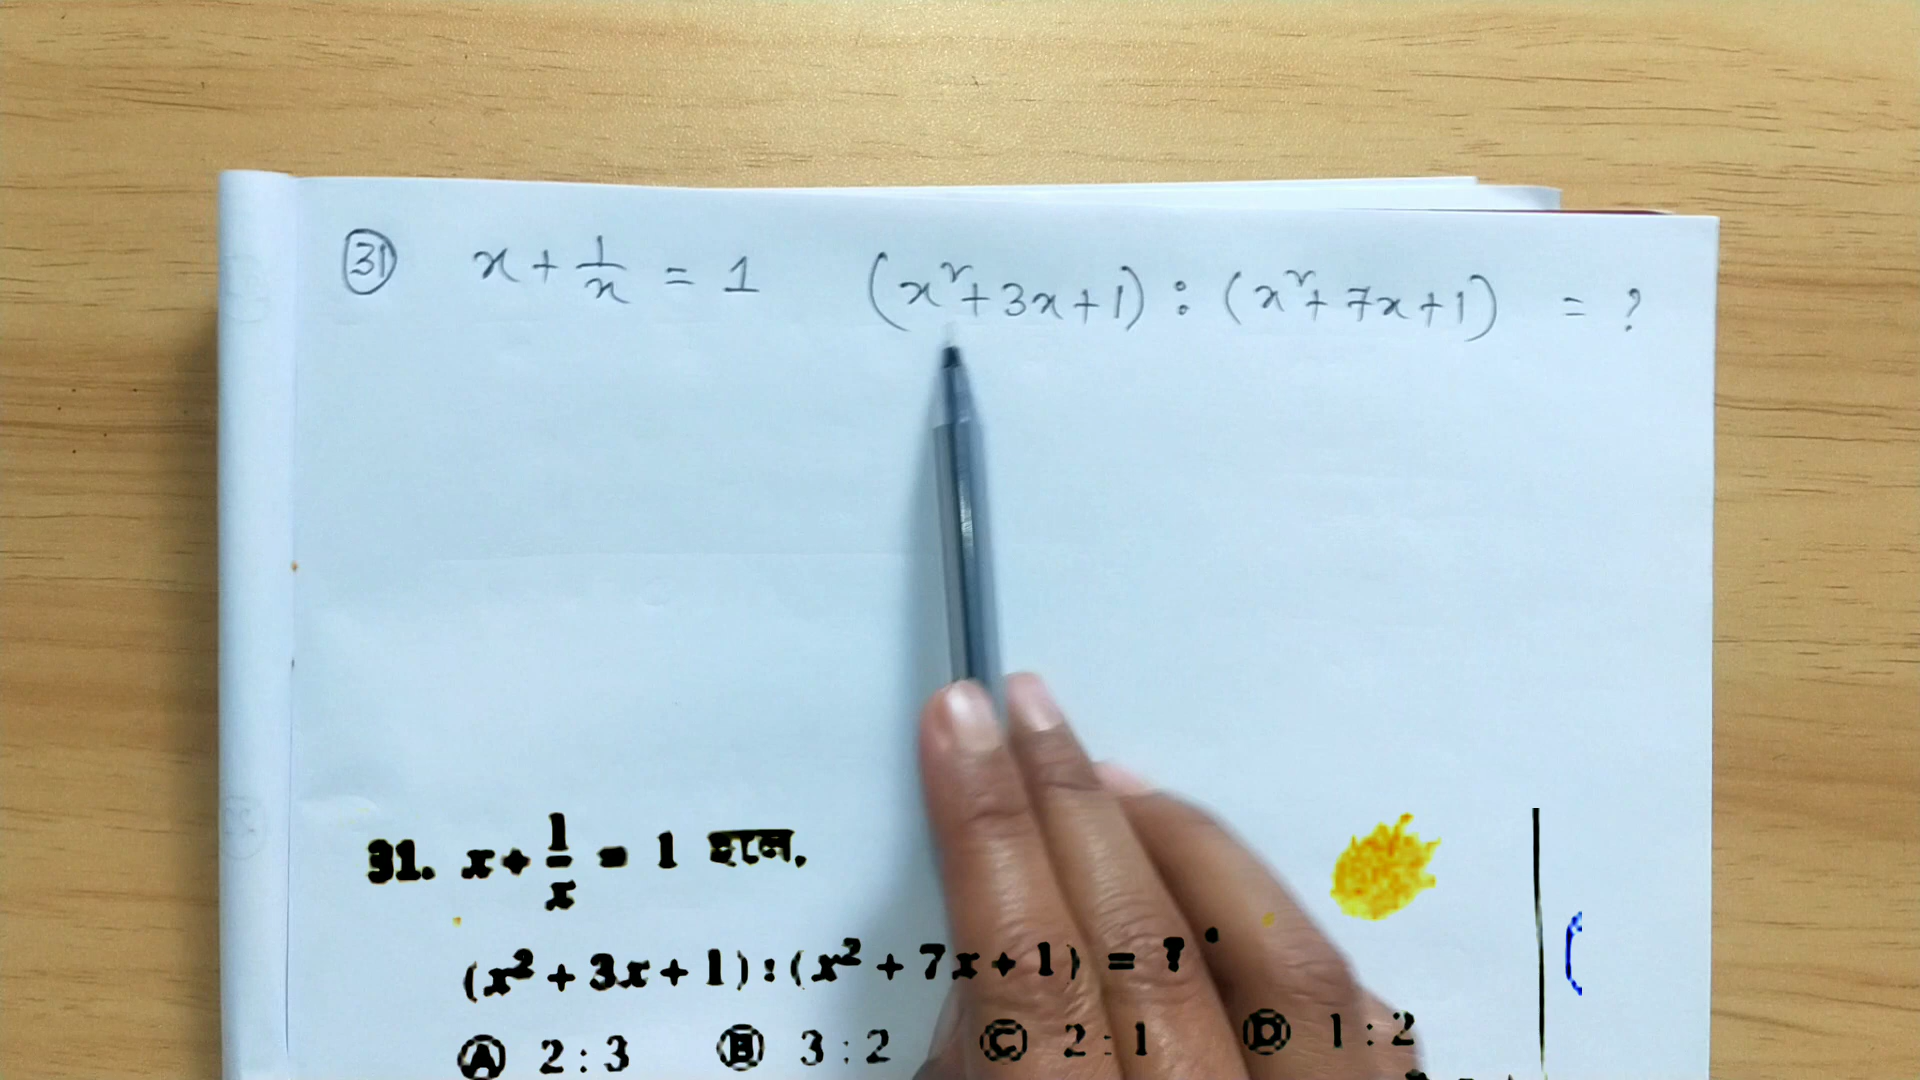 31 x + 1/x = 1 (x² + 3x + 1) : (x² + 7x + 1) = ?
31. x + 1/x = 1 হলে,
(x² + 3x + 1) : (x² + 7x + 1) = ?
A 2 : 3 B 3 : 2 C 2 : 1 D 1 : 2